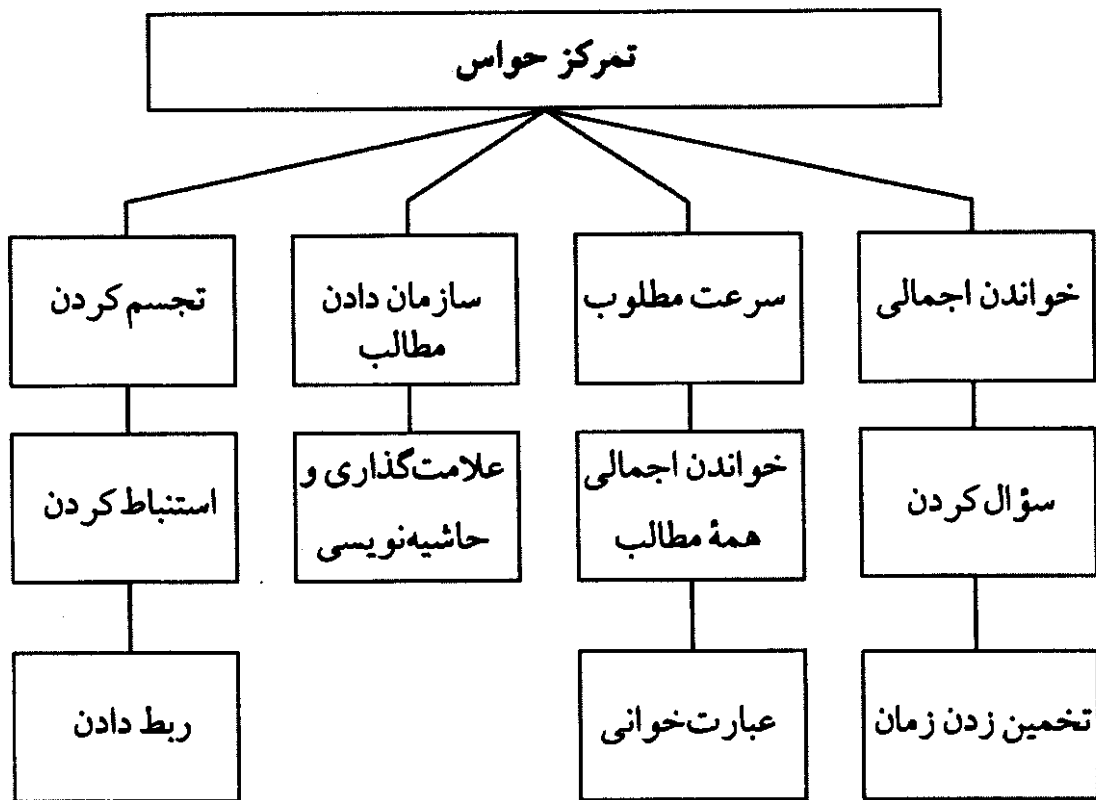 تمرکز حواس
خواندن اجمالی
سرعت مطلوب
سازمان دادن
مطالب
تجسم کردن
سؤال کردن
خواندن اجمالی
همهٔ مطالب
علامت‌گذاری و
حاشیه‌نویسی
استنباط کردن
تخمین زدن زمان
عبارت‌خوانی
ربط دادن